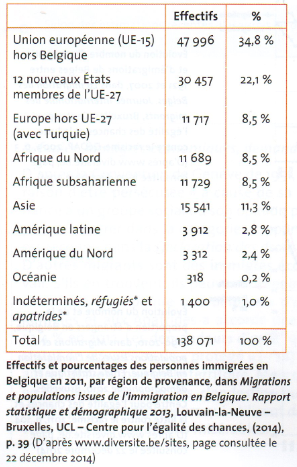 Effectifs %
Union européenne (UE-15) 47 996 34,8 %
hors Belgique
12 nouveaux États 30 457 22,1 %
membres de l'UE-27
Europe hors UE-27 11 717 8,5 %
(avec Turquie)
Afrique du Nord 11 689 8,5 %
Afrique subsaharienne 11 729 8,5 %
Asie 15 541 11,3 %
Amérique latine 3 912 2,8 %
Amérique du Nord 3 312 2,4 %
Océanie 318 0,2 %
Indéterminés, réfugiés* et 1 400 1,0 %
apatrides*
Total 138 071 100 %
Effectifs et pourcentages des personnes immigrées en
Belgique en 2011, par région de provenance, dans Migrations
et populations issues de l'immigration en Belgique. Rapport
statistique et démographique 2013, Louvain-la-Neuve –
Bruxelles, UCL – Centre pour l'égalité des chances, (2014),
p. 39 (D'après www.diversite.be/sites, page consultée le
22 décembre 2014)